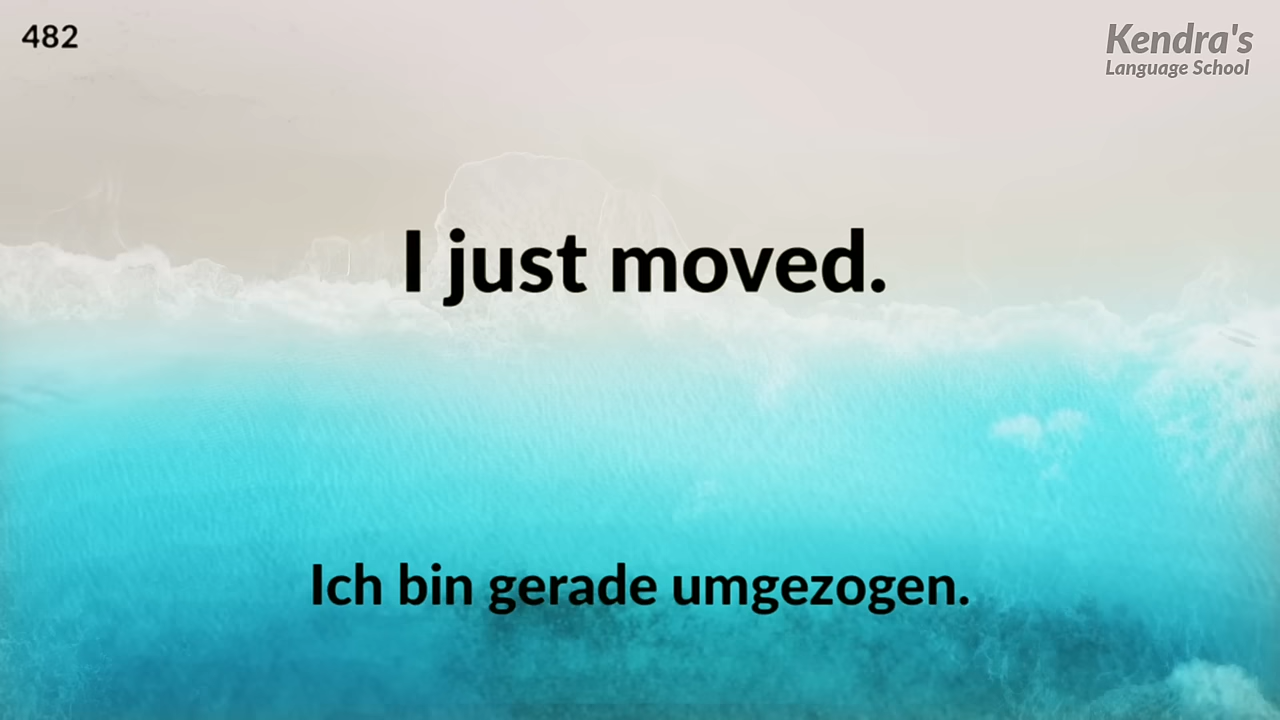 482
Kendra's
Language School
I just moved.
Ich bin gerade umgezogen.